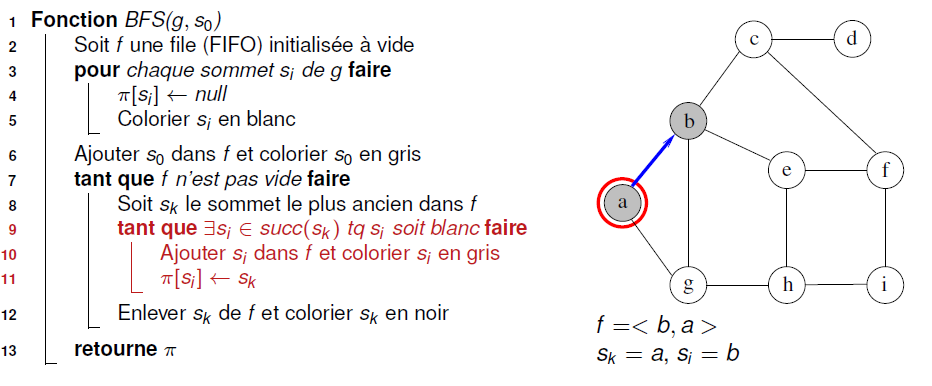 1 Fonction BFS(g, s₀)
2 Soit f une file (FIFO) initialisée à vide
3 pour chaque sommet sᵢ de g faire
4 π[sᵢ] ← null
5 Colorier sᵢ en blanc
6 Ajouter s₀ dans f et colorier s₀ en gris
7 tant que f n'est pas vide faire
8 Soit sₖ le sommet le plus ancien dans f
9 tant que ∃sᵢ ∈ succ(sₖ) tq sᵢ soit blanc faire
10 Ajouter sᵢ dans f et colorier sᵢ en gris
11 π[sᵢ] ← sₖ
12 Enlever sₖ de f et colorier sₖ en noir
13 retourne π
c d
b
e f
a
g h i
f =< b, a >
sₖ = a, sᵢ = b